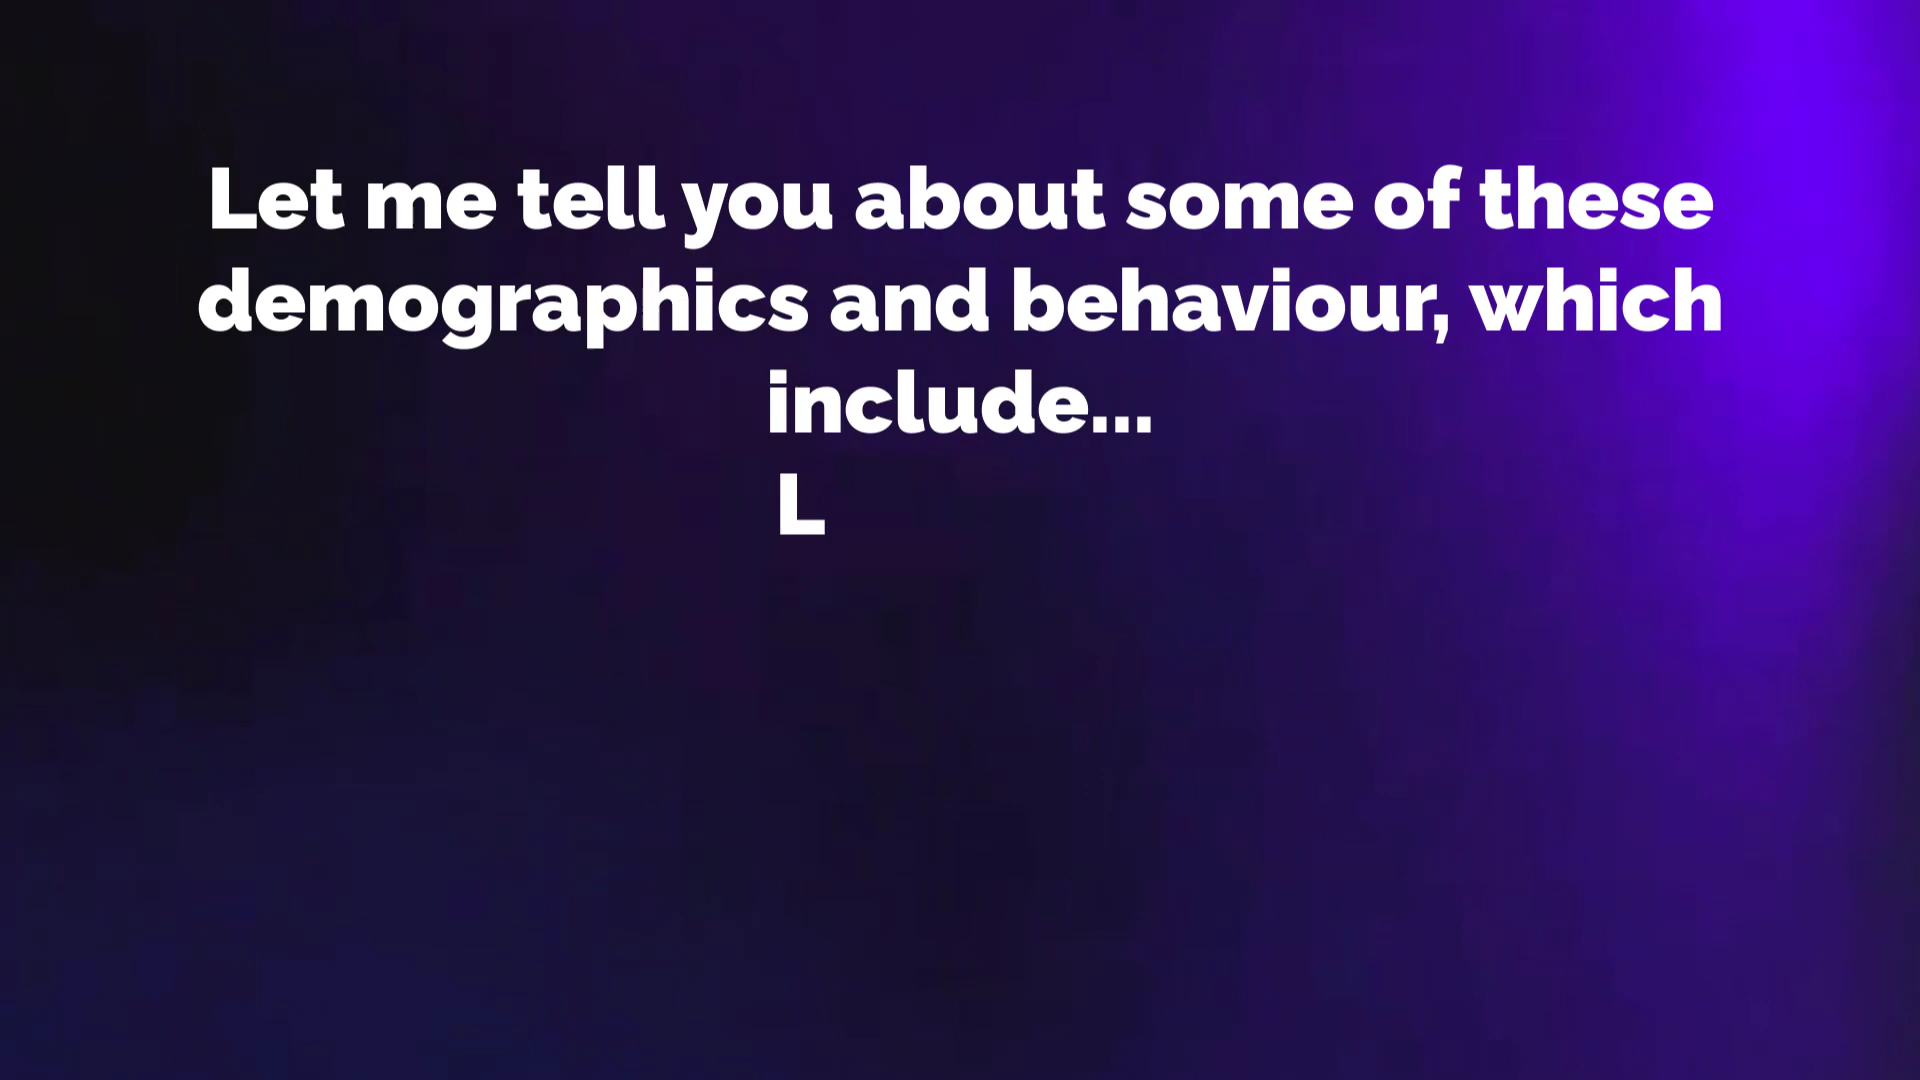 Let me tell you about some of these
demographics and behaviour, which
include...
L